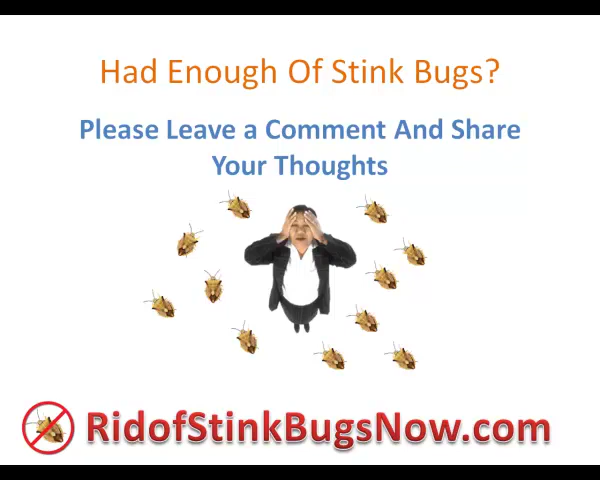 Had Enough Of Stink Bugs?
Please Leave a Comment And Share
Your Thoughts
RidofStinkBugsNow.com